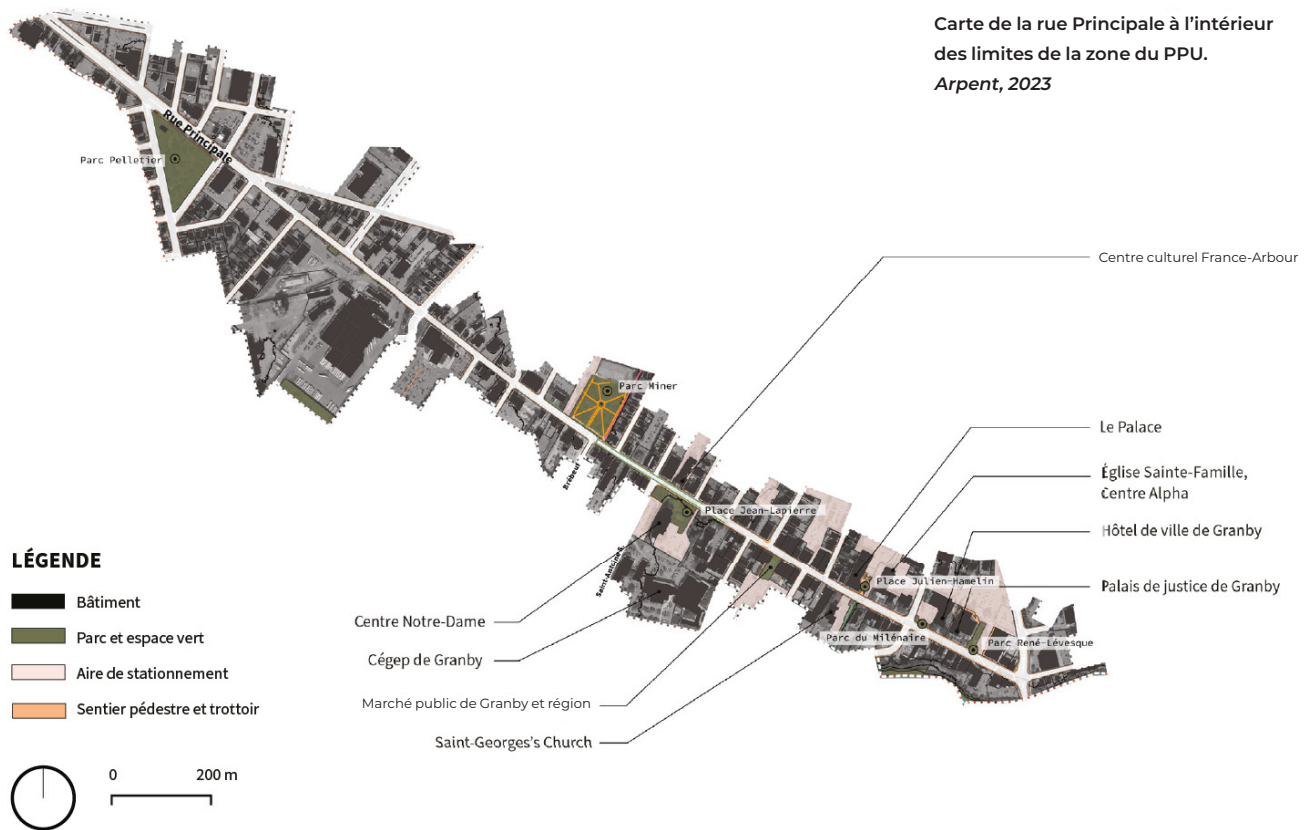 Carte de la rue Principale à l'intérieur
des limites de la zone du PPU.
Arpent, 2023
Rue Principale
Parc Pelletier
Centre culturel France-Arbour
Parc Miner
Le Palace
Brébeuf
Église Sainte-Famille,
Centre Alpha
Place Jean-Lapierre
Hôtel de ville de Granby
Saint-Antoine
Place Julien-Hamelin
Palais de justice de Granby
Parc du Milénaire
Parc René-Lévesque
LÉGENDE
Bâtiment
Parc et espace vert
Aire de stationnement
Sentier pédestre et trottoir
Centre Notre-Dame
Cégep de Granby
Marché public de Granby et région
Saint-Georges's Church
0 200 m